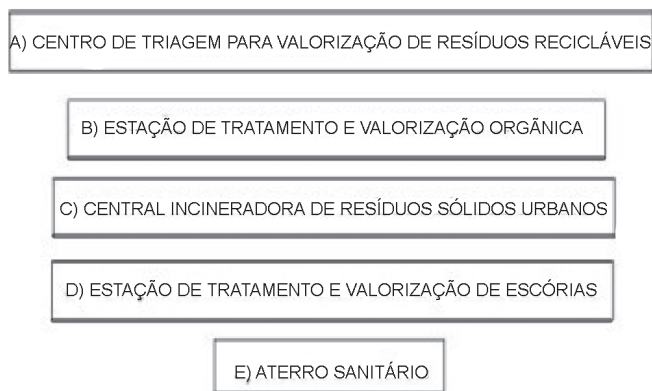 A) CENTRO DE TRIAGEM PARA VALORIZAÇÃO DE RESÍDUOS RECICLÁVEIS
B) ESTAÇÃO DE TRATAMENTO E VALORIZAÇÃO ORGÃNICA
C) CENTRAL INCINERADORA DE RESÍDUOS SÓLIDOS URBANOS
D) ESTAÇÃO DE TRATAMENTO E VALORIZAÇÃO DE ESCÓRIAS
E) ATERRO SANITÁRIO